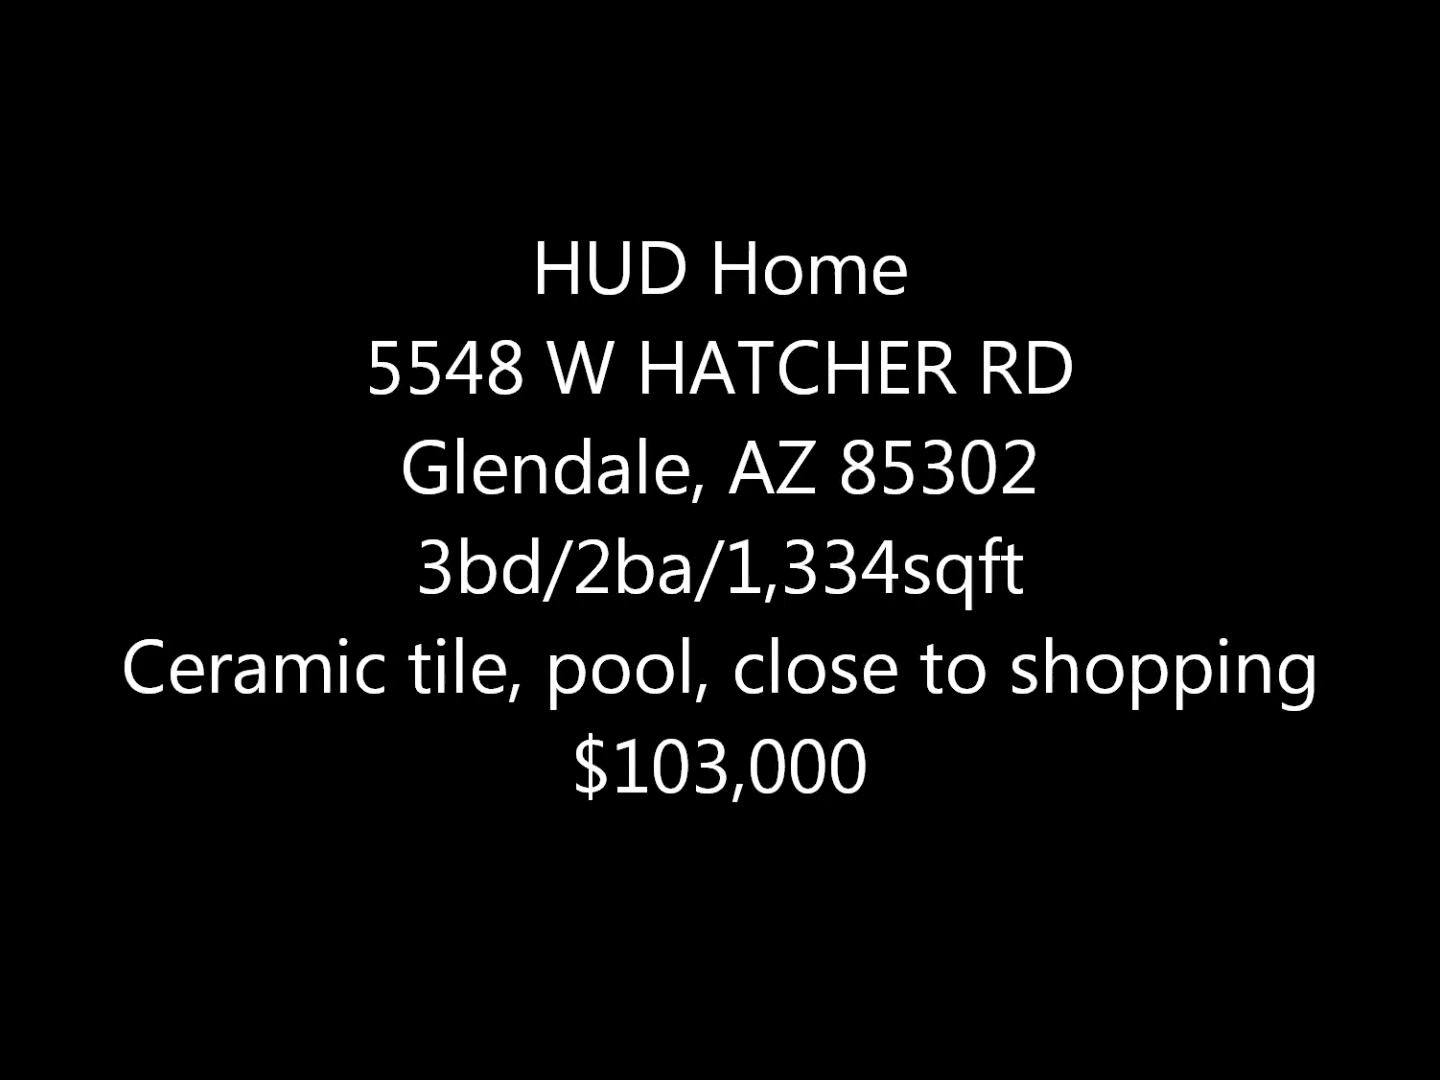 HUD Home
5548 W HATCHER RD
Glendale, AZ 85302
3bd/2ba/1,334sqft
Ceramic tile, pool, close to shopping
$103,000